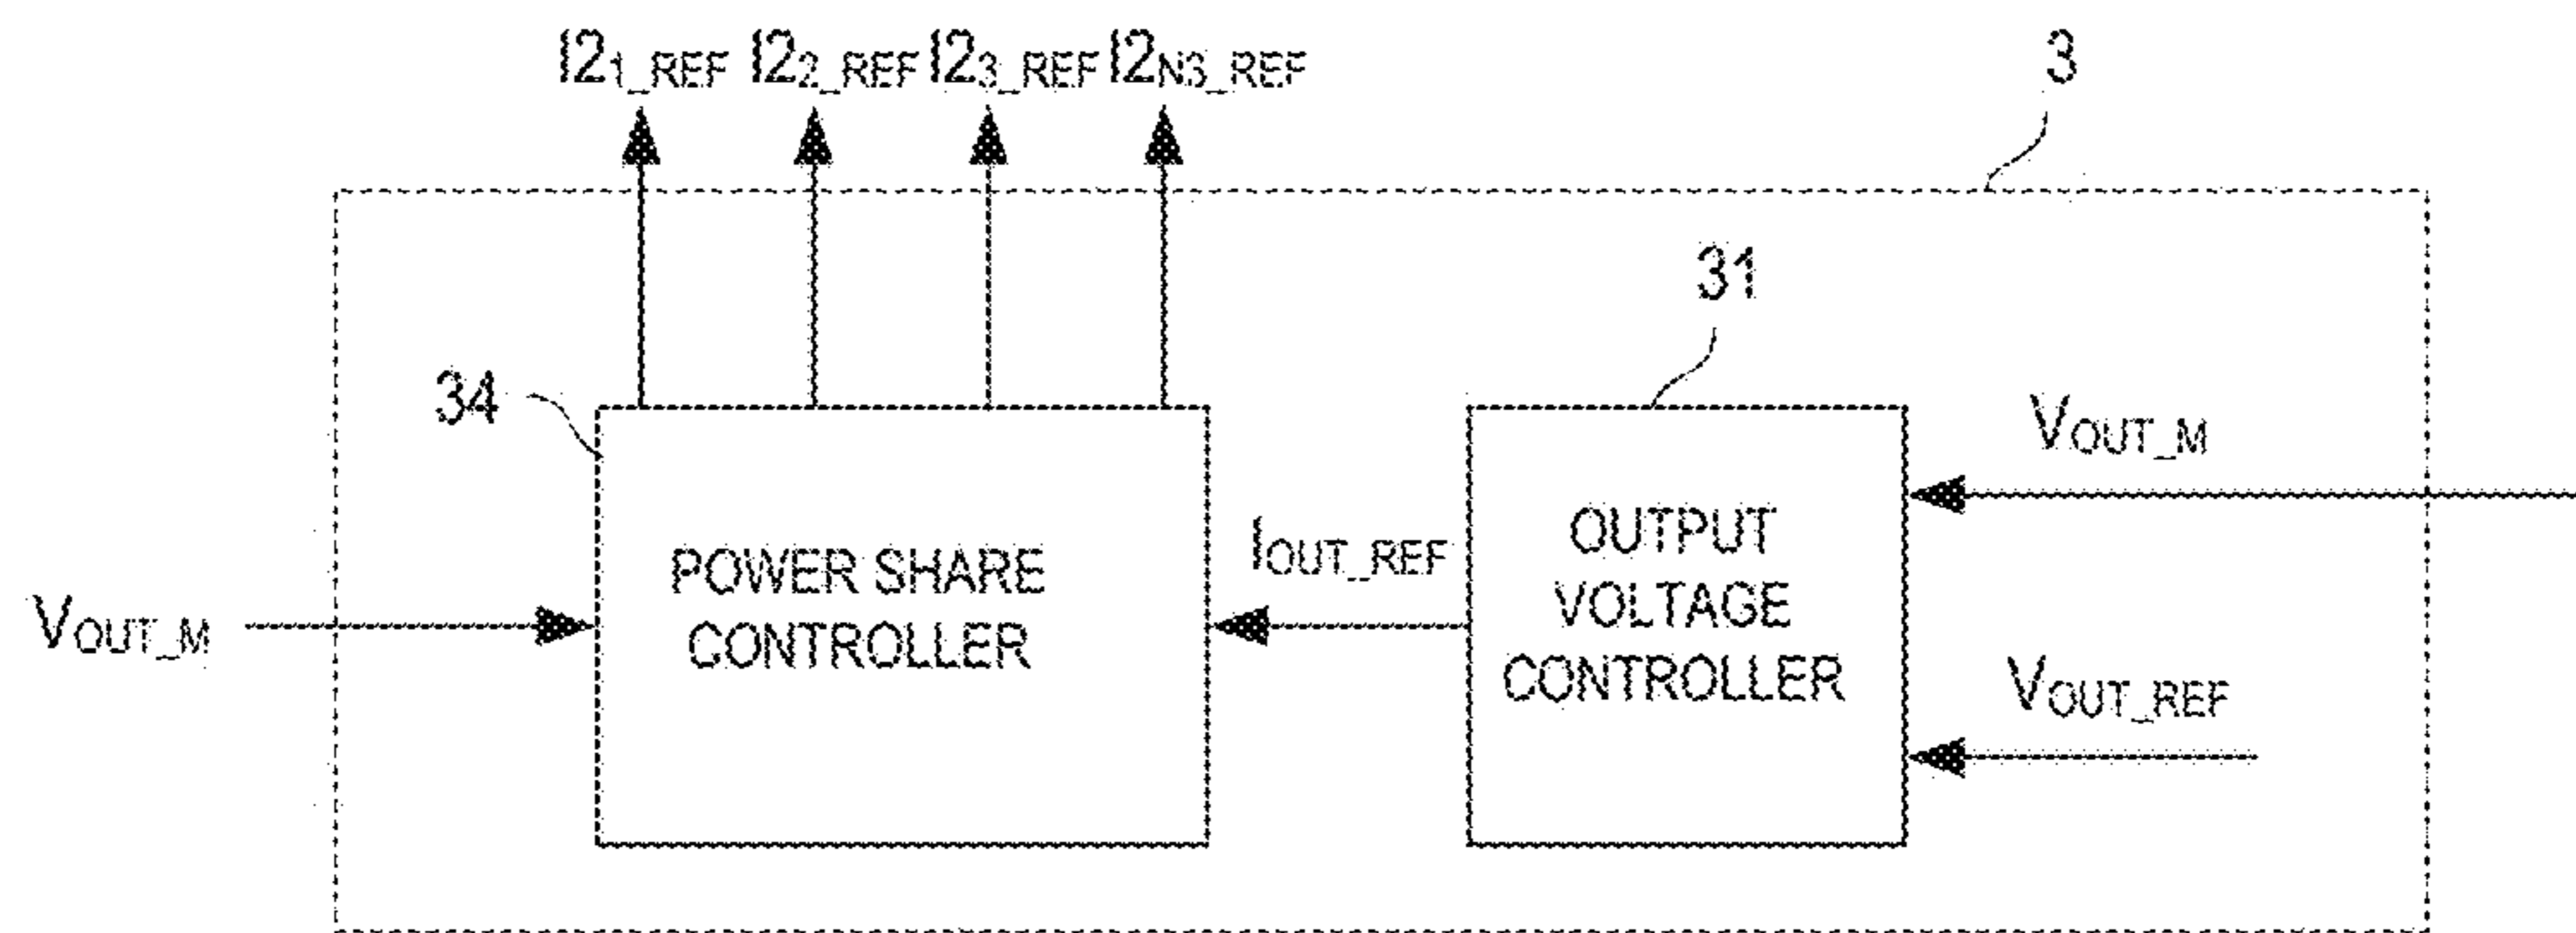 I21_REF I22_REF I23_REF I2N3_REF
3
31
34
VOUT_M
IOUT_REF
OUTPUT
VOLTAGE
CONTROLLER
POWER SHARE
CONTROLLER
VOUT_M
VOUT_REF